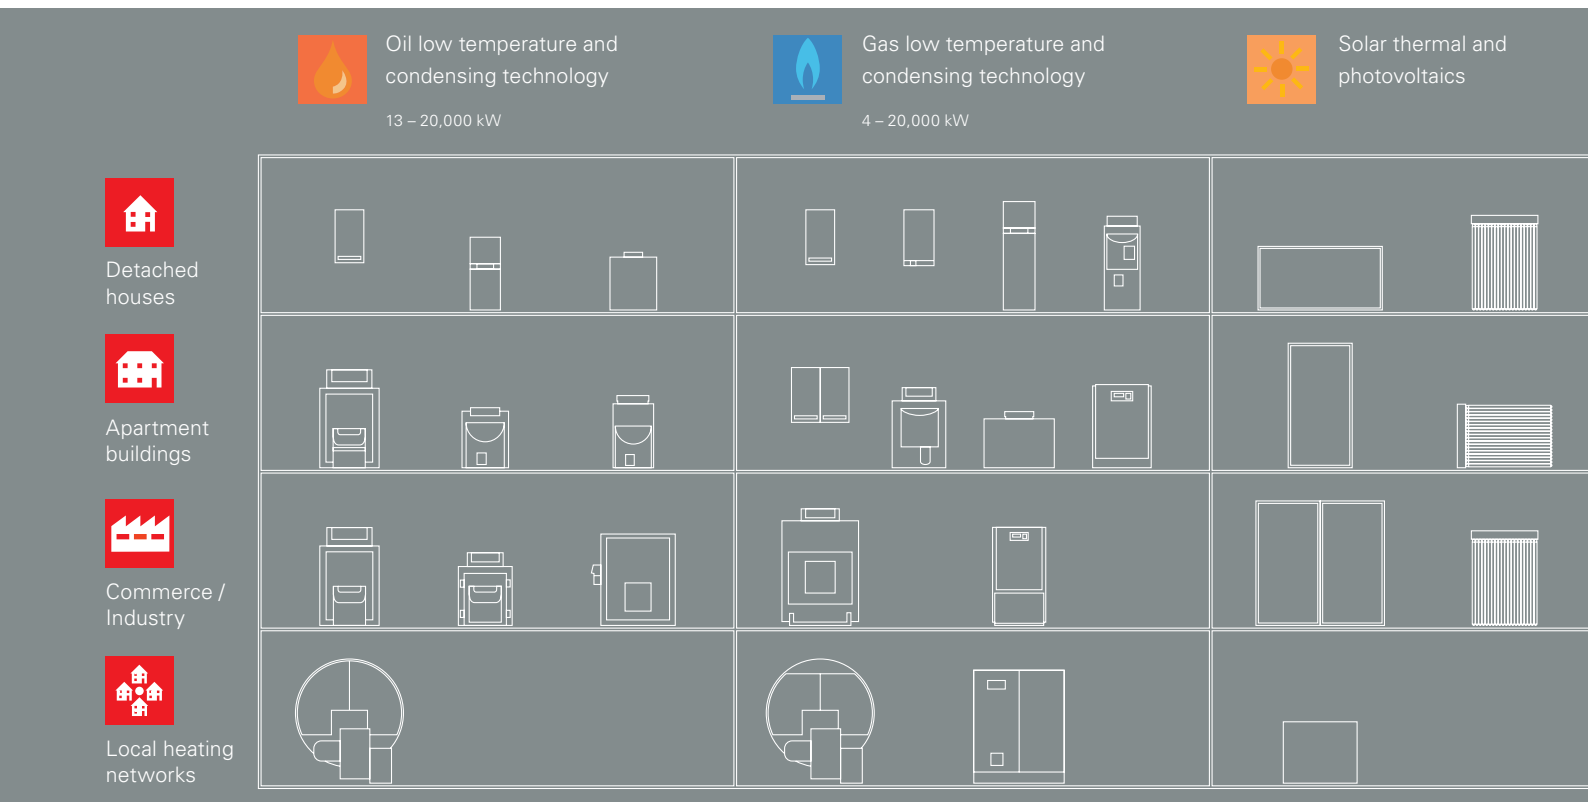 Oil low temperature and
condensing technology
13 – 20,000 kW
Gas low temperature and
condensing technology
4 – 20,000 kW
Solar thermal and
photovoltaics
Detached
houses
Apartment
buildings
Commerce /
Industry
Local heating
networks